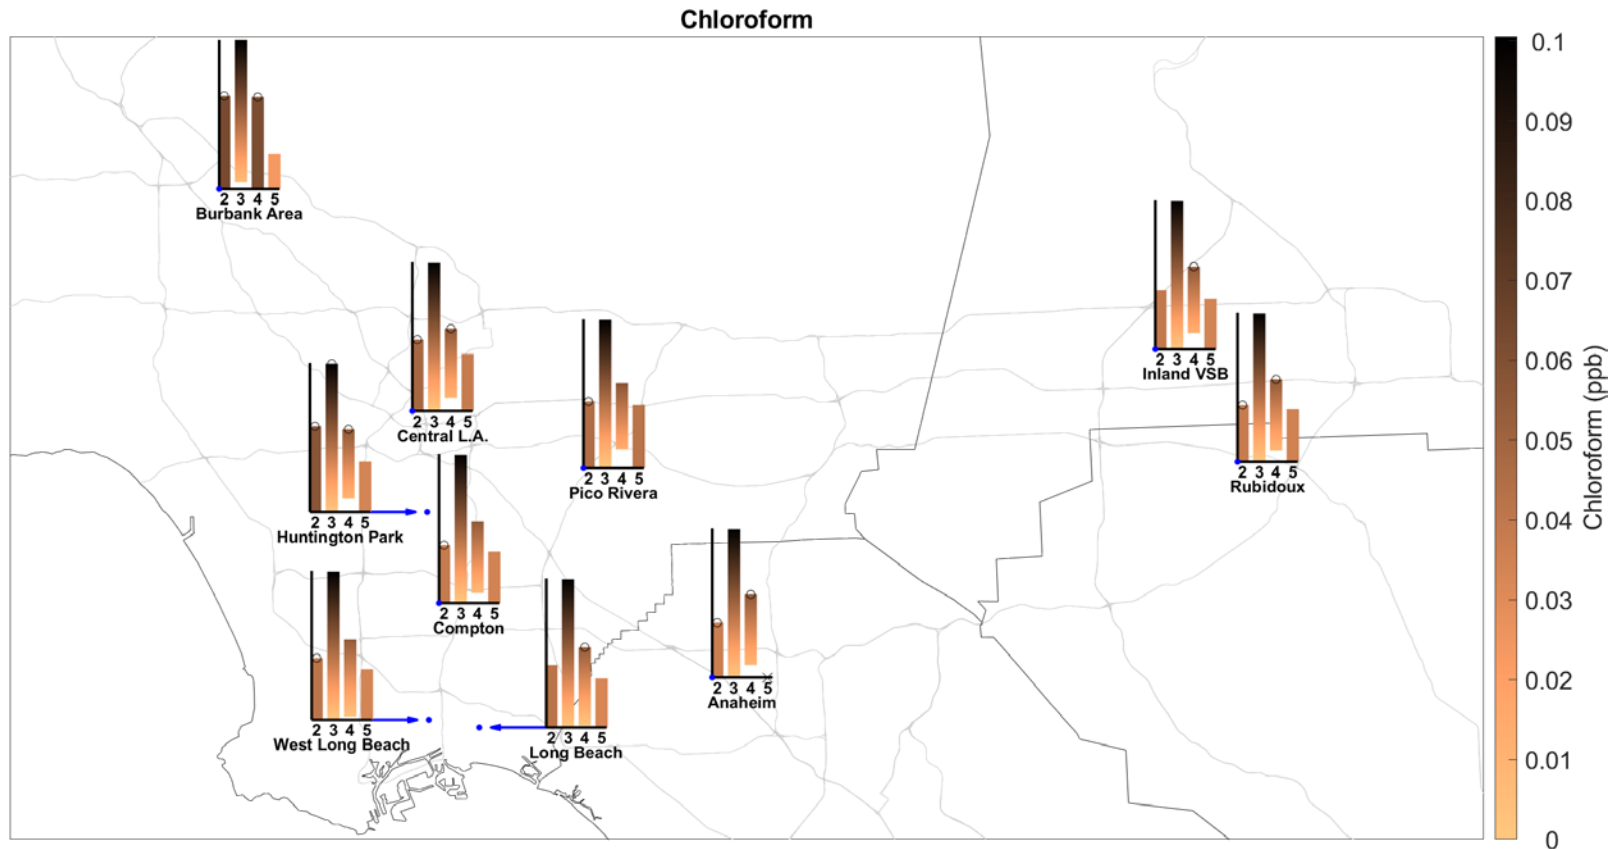 Chloroform
2 3 4 5
Burbank Area
2 3 4 5
Central L.A.
2 3 4 5
Huntington Park
2 3 4 5
Pico Rivera
2 3 4 5
Compton
2 3 4 5
West Long Beach
2 3 4 5
Long Beach
2 3 4 5
Anaheim
2 3 4 5
Inland VSB
2 3 4 5
Rubidoux
0.1
0.09
0.08
0.07
0.06
0.05
0.04
0.03
0.02
0.01
0
Chloroform (ppb)